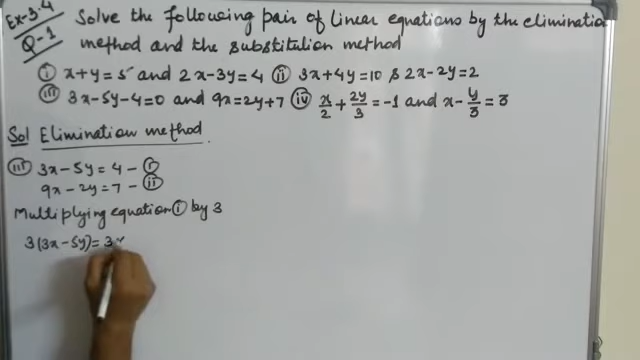 Ex-3.4
Q-1
Solve the following pair of linear equations by the elimination
method and the substitution method
(i) x+y=5 and 2x-3y=4 (ii) 3x+4y=10 & 2x-2y=2
(iii) 3x-5y-4=0 and 9x=2y+7 (iv) x/2 + 2y/3 = -1 and x - y/3 = 3
Sol Elimination method
(iii) 3x-5y=4 - (i)
9x-2y=7 - (ii)
Multiplying equation (i) by 3
3(3x-5y)=3x